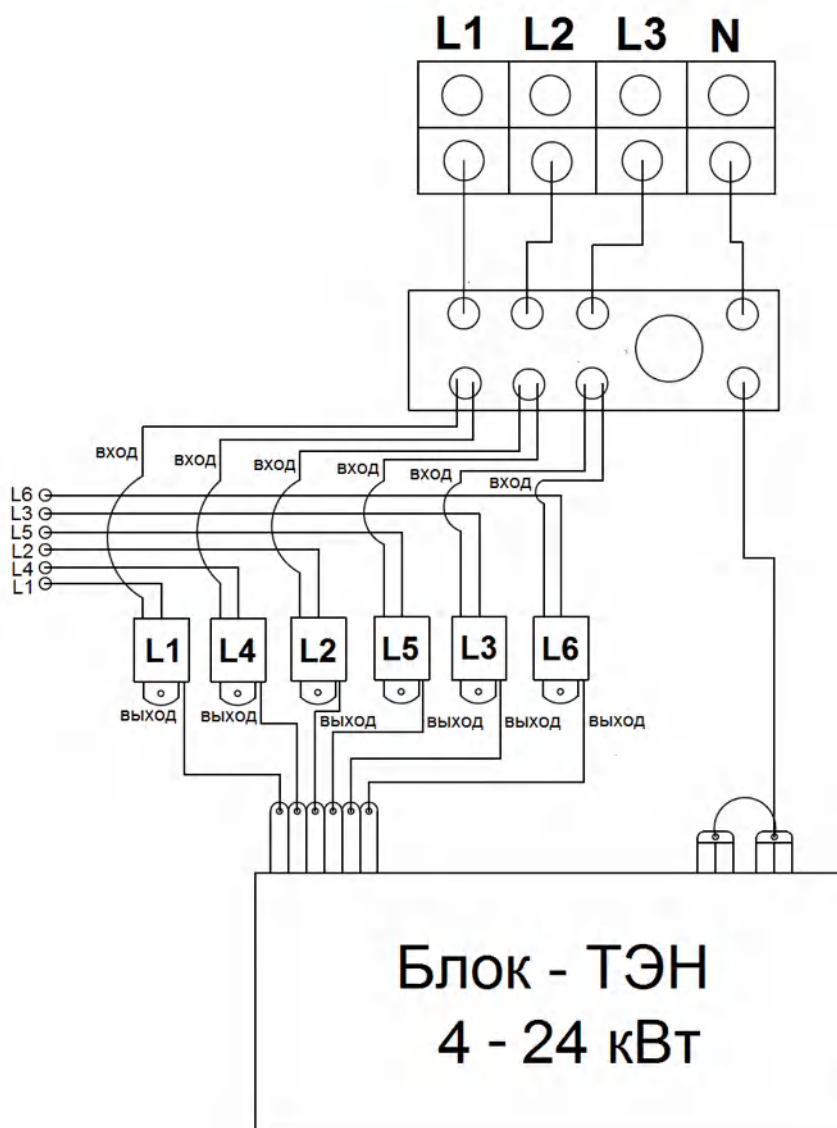 L1 L2 L3 N
вход вход вход вход вход вход
L6
L3
L5
L2
L4
L1
L1 L4 L2 L5 L3 L6
выход выход выход выход выход выход
Блок - ТЭН
4 - 24 кВт